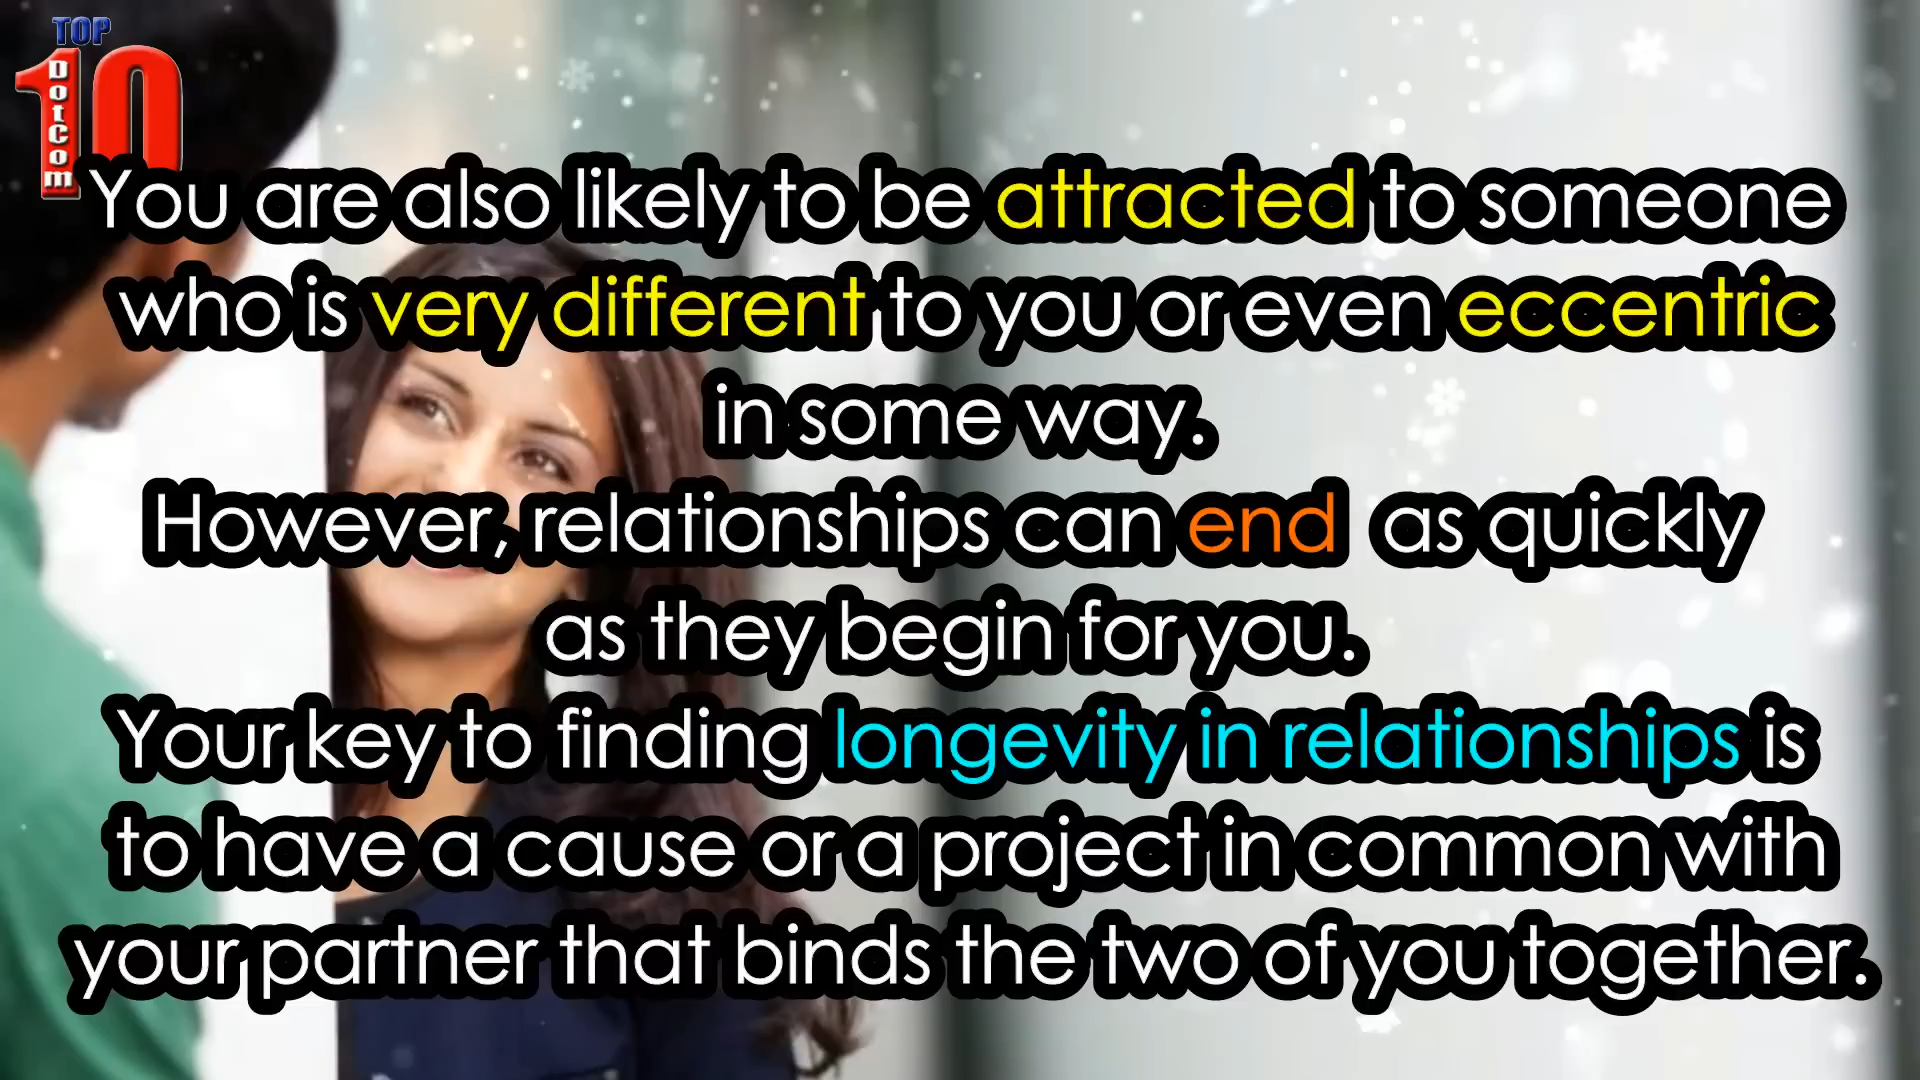 TOP
10
DotCom
You are also likely to be attracted to someone
who is very different to you or even eccentric
in some way.
However, relationships can end as quickly
as they begin for you.
Your key to finding longevity in relationships is
to have a cause or a project in common with
your partner that binds the two of you together.